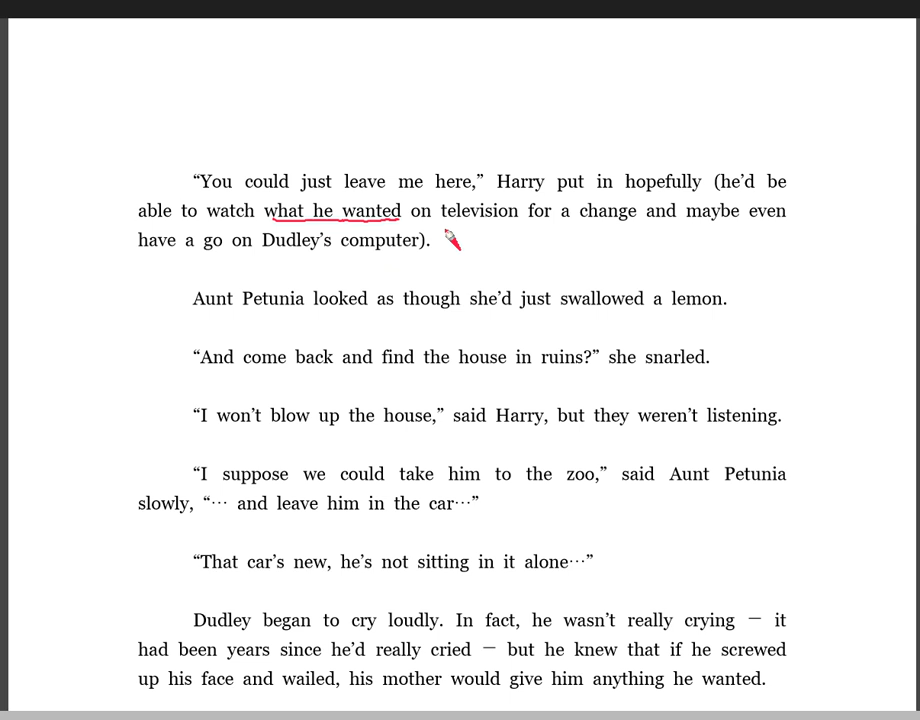 “You could just leave me here,” Harry put in hopefully (he’d be
able to watch what he wanted on television for a change and maybe even
have a go on Dudley’s computer).
Aunt Petunia looked as though she’d just swallowed a lemon.
“And come back and find the house in ruins?” she snarled.
“I won’t blow up the house,” said Harry, but they weren’t listening.
“I suppose we could take him to the zoo,” said Aunt Petunia
slowly, “⋯ and leave him in the car⋯”
“That car’s new, he’s not sitting in it alone⋯”
Dudley began to cry loudly. In fact, he wasn’t really crying — it
had been years since he’d really cried — but he knew that if he screwed
up his face and wailed, his mother would give him anything he wanted.